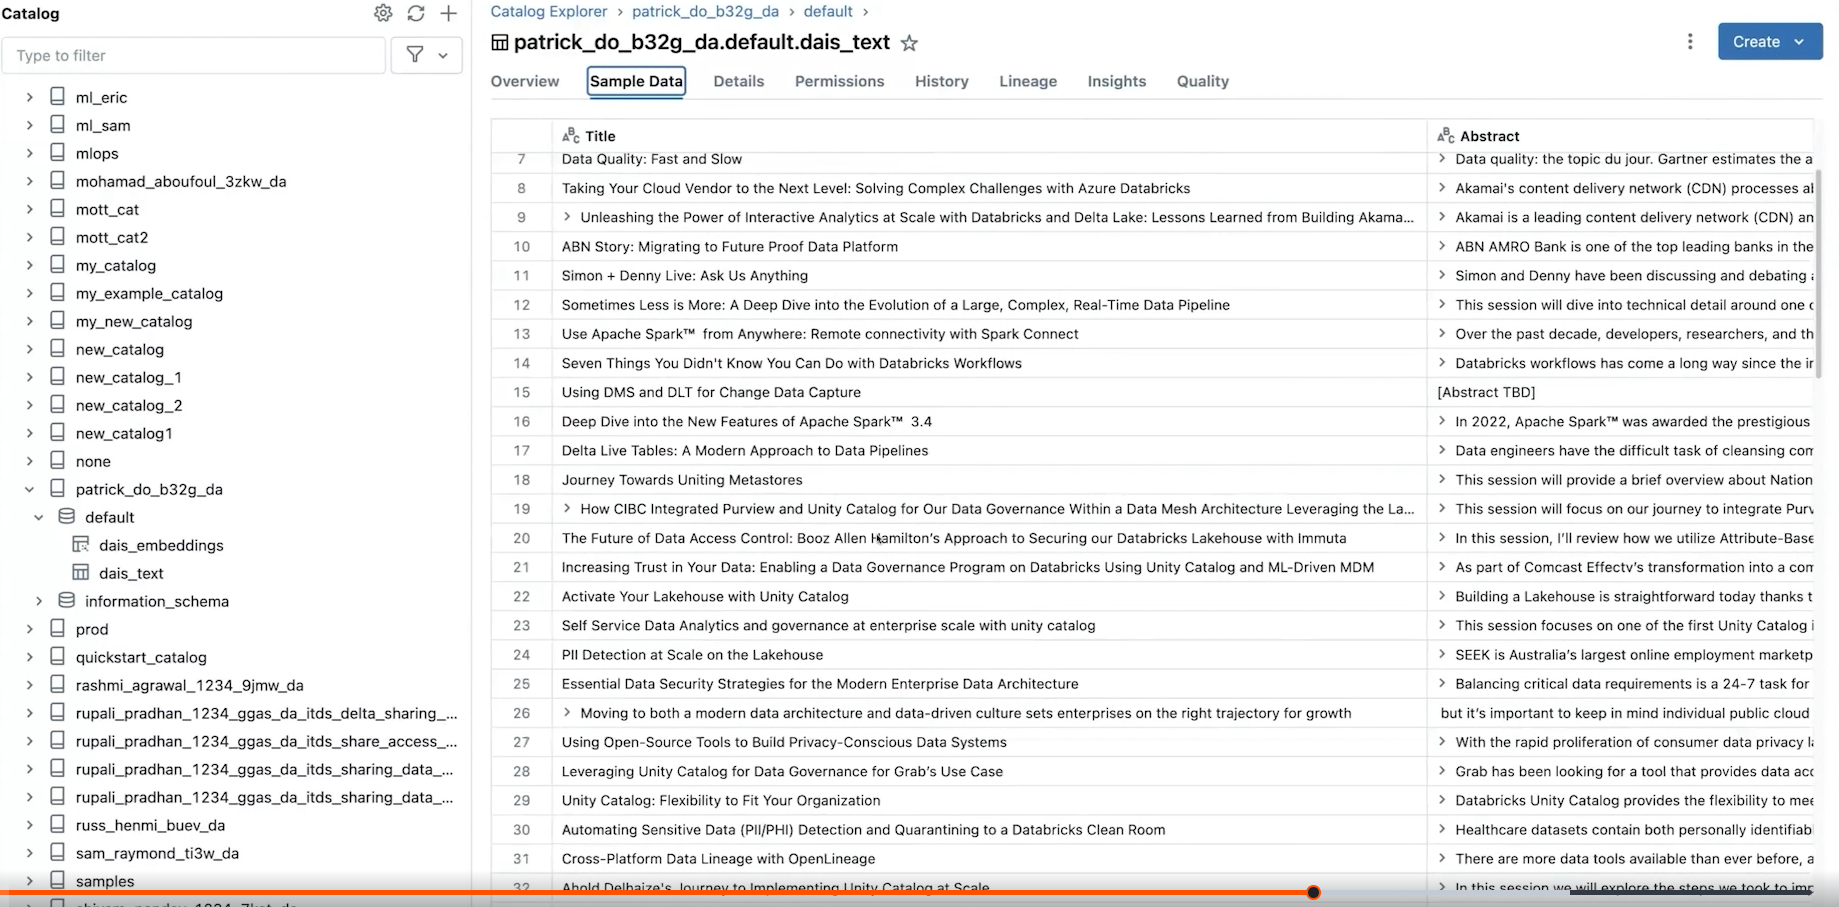 Catalog
Type to filter
ml_eric
ml_sam
mlops
mohamad_aboufoul_3zkw_da
mott_cat
mott_cat2
my_catalog
my_example_catalog
my_new_catalog
new_catalog
new_catalog_1
new_catalog_2
new_catalog1
none
patrick_do_b32g_da
default
dais_embeddings
dais_text
information_schema
prod
quickstart_catalog
rashmi_agrawal_1234_9jmw_da
rupali_pradhan_1234_ggas_da_itds_delta_sharing_...
rupali_pradhan_1234_ggas_da_itds_share_access_...
rupali_pradhan_1234_ggas_da_itds_sharing_data_...
rupali_pradhan_1234_ggas_da_itds_sharing_data_...
russ_henmi_buev_da
sam_raymond_ti3w_da
samples
Catalog Explorer > patrick_do_b32g_da > default >
patrick_do_b32g_da.default.dais_text
Create
Overview Sample Data Details Permissions History Lineage Insights Quality
Title Abstract
7 Data Quality: Fast and Slow Data quality: the topic du jour. Gartner estimates the a
8 Taking Your Cloud Vendor to the Next Level: Solving Complex Challenges with Azure Databricks Akamai's content delivery network (CDN) processes
9 Unleashing the Power of Interactive Analytics at Scale with Databricks and Delta Lake: Lessons Learned from Building Akama... Akamai is a leading content delivery network (CDN) an
10 ABN Story: Migrating to Future Proof Data Platform ABN AMRO Bank is one of the top leading banks in the
11 Simon + Denny Live: Ask Us Anything Simon and Denny have been discussing and debating
12 Sometimes Less is More: A Deep Dive into the Evolution of a Large, Complex, Real-Time Data Pipeline This session will dive into technical detail around one
13 Use Apache Spark™ from Anywhere: Remote connectivity with Spark Connect Over the past decade, developers, researchers, and th
14 Seven Things You Didn't Know You Can Do with Databricks Workflows Databricks workflows has come a long way since the
15 Using DMS and DLT for Change Data Capture [Abstract TBD]
16 Deep Dive into the New Features of Apache Spark™ 3.4 In 2022, Apache Spark™ was awarded the prestigious
17 Delta Live Tables: A Modern Approach to Data Pipelines Data engineers have the difficult task of cleansing
18 Journey Towards Uniting Metastores This session will provide a brief overview about Nation
19 How CIBC Integrated Purview and Unity Catalog for Our Data Governance Within a Data Mesh Architecture Leveraging the La... This session will focus on our journey to integrate Purv
20 The Future of Data Access Control: Booz Allen Hamilton's Approach to Securing our Databricks Lakehouse with Immuta In this session, I'll review how we utilize Attribute-Base
21 Increasing Trust in Your Data: Enabling a Data Governance Program on Databricks Using Unity Catalog and ML-Driven MDM As part of Comcast Effectv's transformation into a
22 Activate Your Lakehouse with Unity Catalog Building a Lakehouse is straightforward today thanks t
23 Self Service Data Analytics and governance at enterprise scale with unity catalog This session focuses on one of the first Unity Catalog
24 PII Detection at Scale on the Lakehouse SEEK is Australia's largest online employment marketp
25 Essential Data Security Strategies for the Modern Enterprise Data Architecture Balancing critical data requirements is a 24-7 task for
26 Moving to both a modern data architecture and data-driven culture sets enterprises on the right trajectory for growth but it's important to keep in mind individual public cloud
27 Using Open-Source Tools to Build Privacy-Conscious Data Systems With the rapid proliferation of consumer data privacy
28 Leveraging Unity Catalog for Data Governance for Grab's Use Case Grab has been looking for a tool that provides data
29 Unity Catalog: Flexibility to Fit Your Organization Databricks Unity Catalog provides the flexibility to
30 Automating Sensitive Data (PII/PHI) Detection and Quarantining to a Databricks Clean Room Healthcare datasets contain both personally identifiab
31 Cross-Platform Data Lineage with OpenLineage There are more data tools available than ever before, a
32 Ahold Delhaize's Journey to Implementing Unity Catalog at Scale In this session we will explore the steps we took to